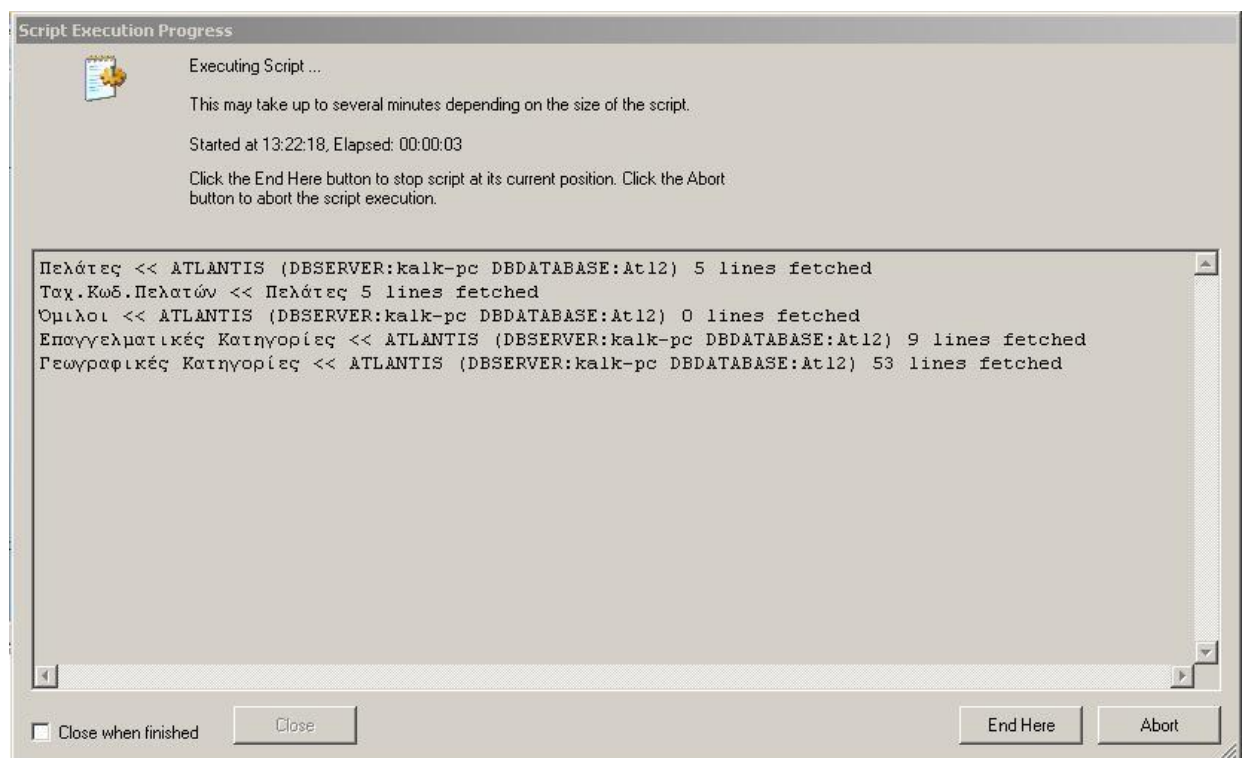 Script Execution Progress
Executing Script ...
This may take up to several minutes depending on the size of the script.
Started at 13:22:18, Elapsed: 00:00:03
Click the End Here button to stop script at its current position. Click the Abort
button to abort the script execution.
Πελάτες << ATLANTIS (DBSERVER:kalk-pc DBDATABASE:At12) 5 lines fetched
Ταχ.Κωδ.Πελατών << Πελάτες 5 lines fetched
Όμιλοι << ATLANTIS (DBSERVER:kalk-pc DBDATABASE:At12) 0 lines fetched
Επαγγελματικές Κατηγορίες << ATLANTIS (DBSERVER:kalk-pc DBDATABASE:At12) 9 lines fetched
Γεωγραφικές Κατηγορίες << ATLANTIS (DBSERVER:kalk-pc DBDATABASE:At12) 53 lines fetched
Close when finished Close End Here Abort